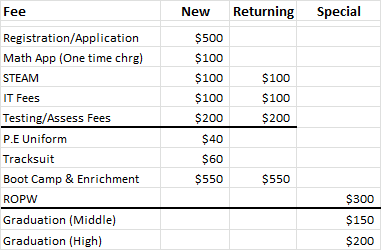 Fee New Returning Special
Registration/Application $500
Math App (One time chrg) $100
STEAM $100 $100
IT Fees $100 $100
Testing/Assess Fees $200 $200
P.E Uniform $40
Tracksuit $60
Boot Camp & Enrichment $550 $550
ROPW $300
Graduation (Middle) $150
Graduation (High) $200